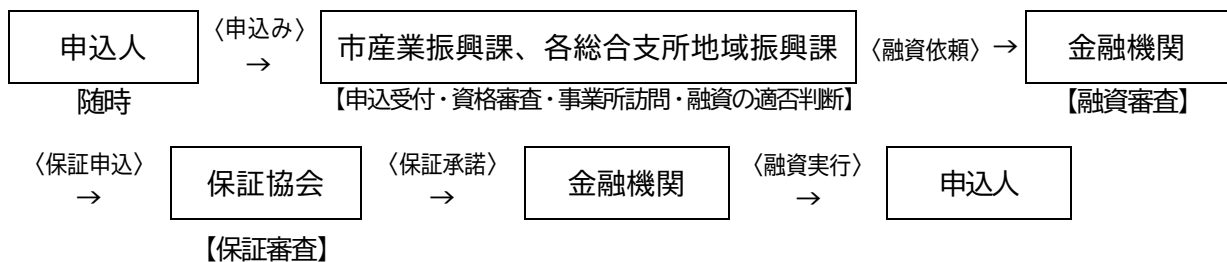 申込人 〈申込み〉 → 市産業振興課、各総合支所地域振興課 〈融資依頼〉→ 金融機関
随時 【申込受付・資格審査・事業所訪問・融資の適否判断】 【融資審査】
〈保証申込〉 → 保証協会 〈保証承諾〉 → 金融機関 〈融資実行〉 → 申込人
【保証審査】